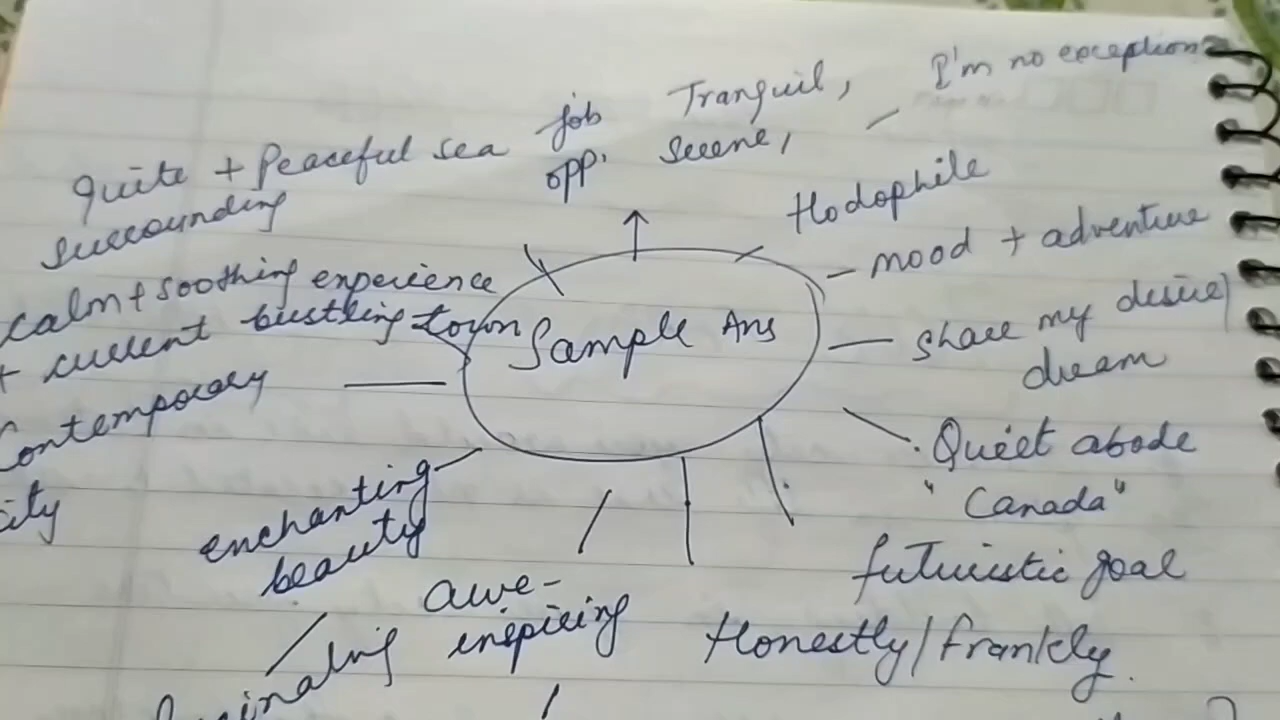 I'm no exception
Tranquil,
job
serene,
opp.
quite + Peaceful sea
surrounding
Hodophile
mood + adventure
calm + soothing experience
+ current bustling town
Sample Ans
share my desire/
dream
Contemporary
city
Quiet abode
"Canada"
enchanting
beauty
futuristic goal
awe-
inspiring
Honestly/frankly.